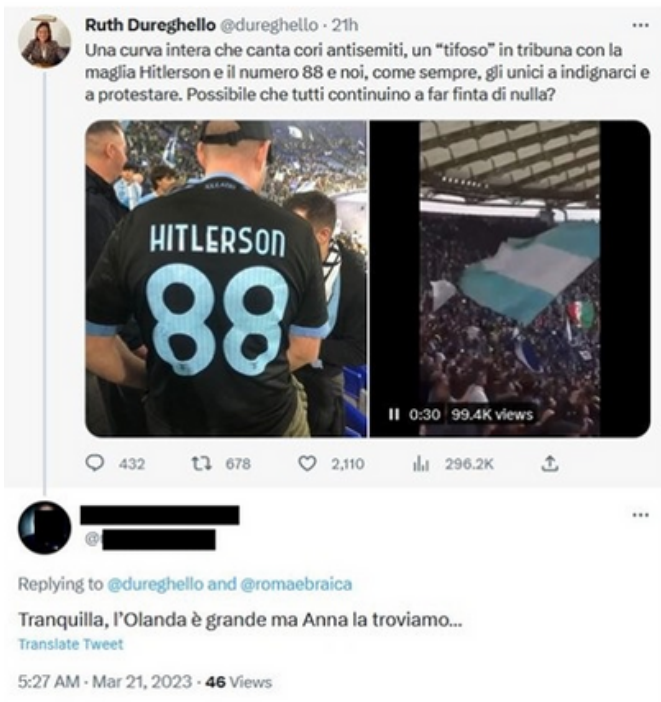 Ruth Dureghello @dureghello · 21h
Una curva intera che canta cori antisemiti, un “tifoso” in tribuna con la
maglia Hitlerson e il numero 88 e noi, come sempre, gli unici a indignarci e
a protestare. Possibile che tutti continuino a far finta di nulla?
HITLERSON
88
0:30 99.4K views
432 678 2,110 296.2K
@
Replying to @dureghello and @romaebraica
Tranquilla, l’Olanda è grande ma Anna la troviamo...
Translate Tweet
5:27 AM · Mar 21, 2023 · 46 Views